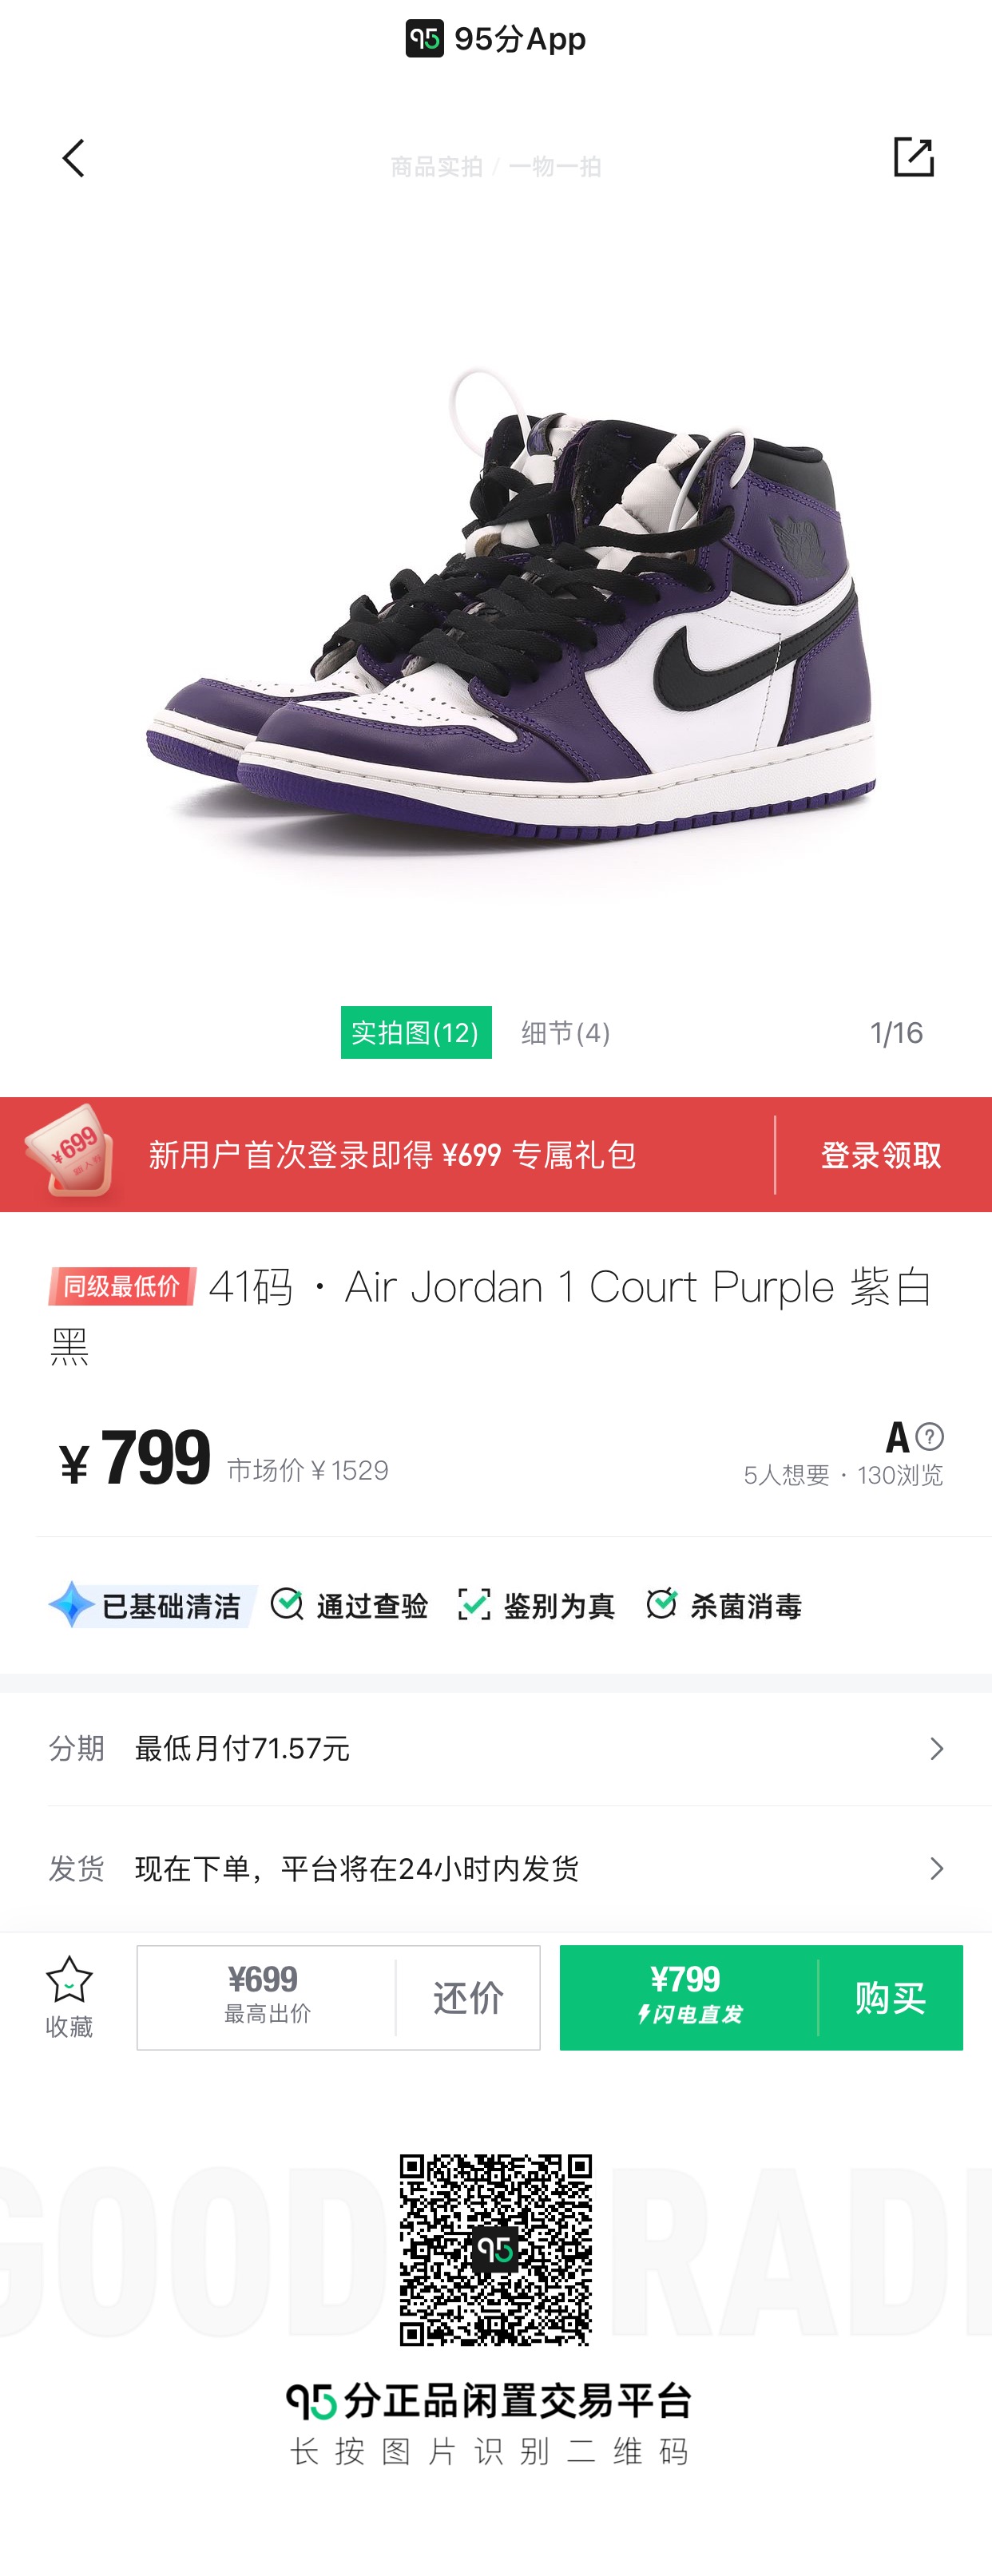 95分App
商品实拍 / 一物一拍
实拍图(12)
细节(4)
1/16
¥699
新用户首次登录即得 ¥699 专属礼包
登录领取
同级最低价 41码 · Air Jordan 1 Court Purple 紫白
黑
¥799 市场价¥1529
A
5人想要 · 130浏览
已基础清洁 通过查验 鉴别为真 杀菌消毒
分期 最低月付71.57元
发货 现在下单，平台将在24小时内发货
收藏
¥699
最高出价
还价
¥799
闪电直发
购买
GOOD
RAD
95
95分正品闲置交易平台
长按图片识别二维码